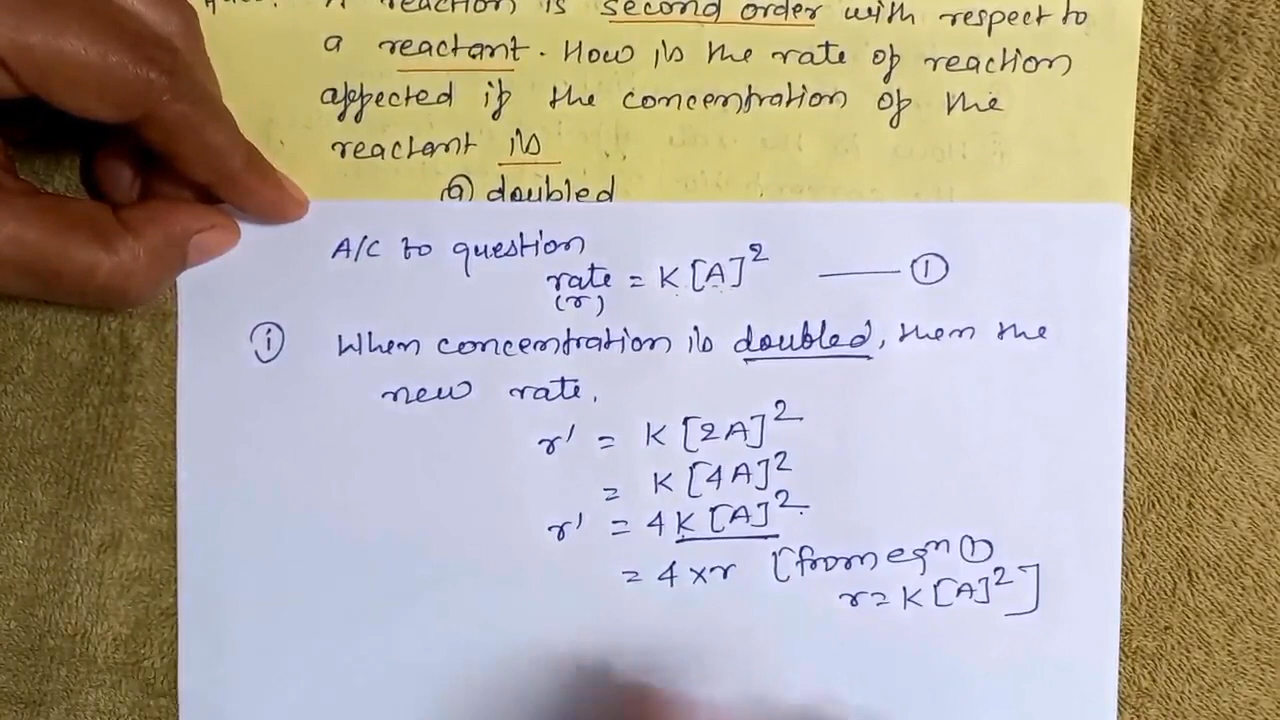 A reaction is second order with respect to
a reactant. How is the rate of reaction
affected if the concentration of the
reactant is
(a) doubled
A/C to question
rate = K[A]² —— ①
(r)
(i) When concentration is doubled, then the
new rate.
r' = K[2A]²
= K[4A]²
r' = 4K[A]²
= 4×r [from eqn ①
r = K[A]²]